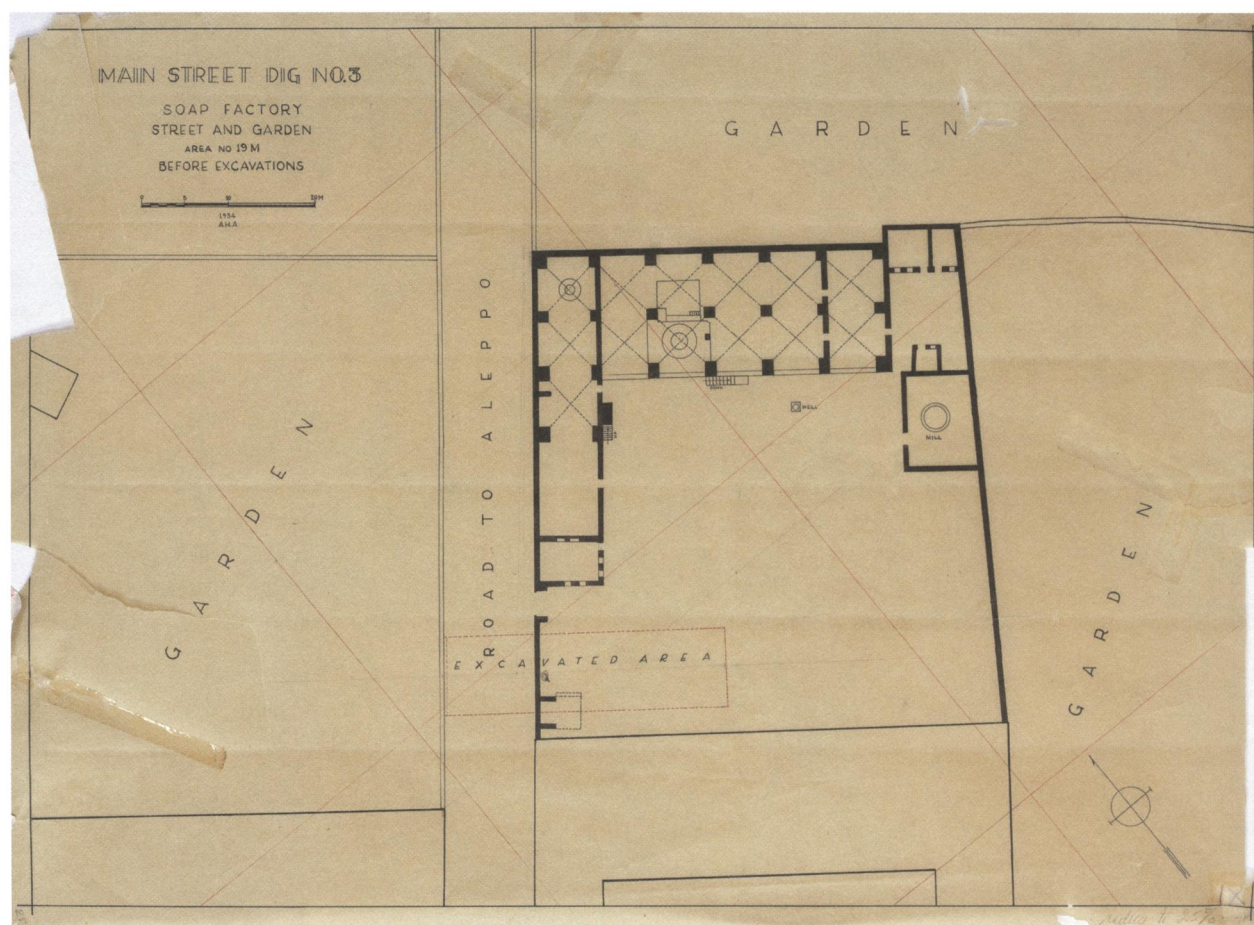 MAIN STREET DIG NO.3
SOAP FACTORY
STREET AND GARDEN
AREA NO 19 M
BEFORE EXCAVATIONS
0 5 10 20M
1934
A.H.A
GARDEN
ROAD TO ALEPPO
GARDEN
WELL
MILL
GARDEN
EXCAVATED AREA